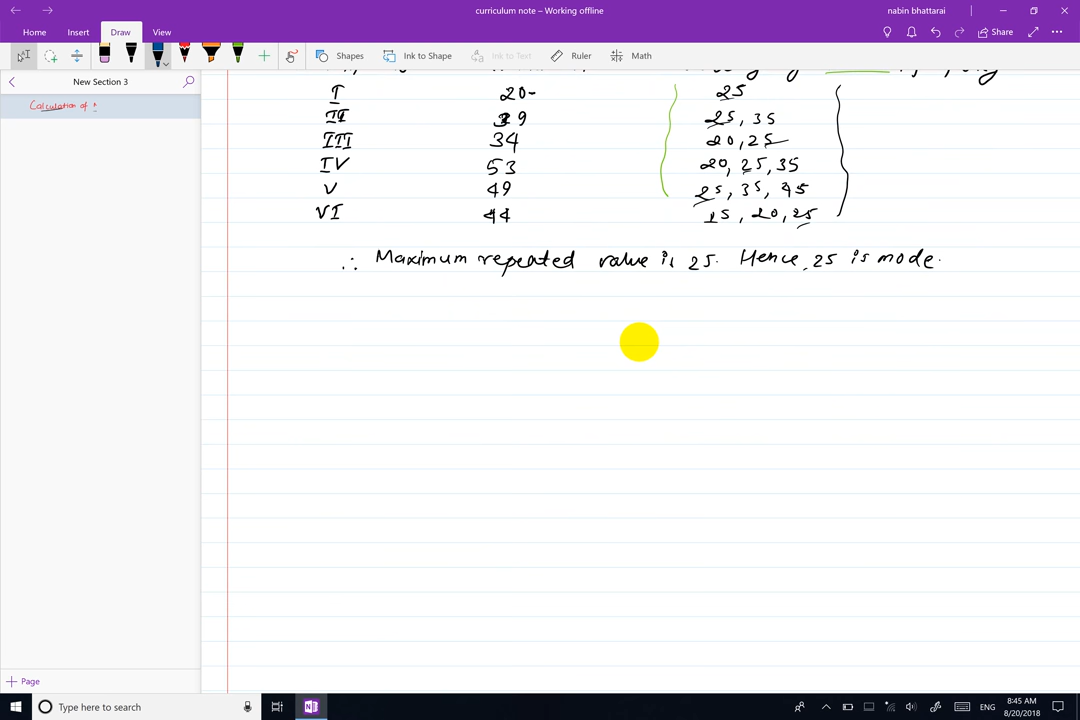 curriculum note – Working offline
nabin bhattarai
Home Insert Draw View
Share
Shapes Ink to Shape Ink to Text Ruler Math
New Section 3
Calculation of
I 20- 25
II 39 25, 35
III 34 20, 25
IV 53 20, 25, 35
V 49 25, 35, 45
VI 44 15, 20, 25
∴ Maximum repeated value is 25. Hence, 25 is mode.
+ Page
Type here to search
ENG
8:45 AM
8/20/2018